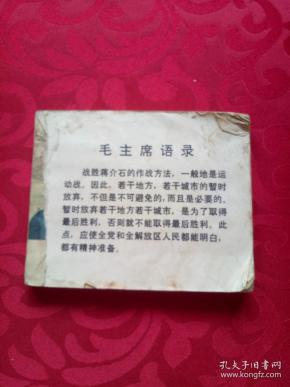 毛主席语录
战胜蒋介石的作战方法，一般地是运
动战。因此，若干地方，若干城市的暂时
放弃，不但是不可避免的，而且是必要的。
暂时放弃若干地方若干城市，是为了取得
最后胜利，否则就不能取得最后胜利。此
点，应使全党和全解放区人民都能明白，
都有精神准备。
孔夫子旧书网